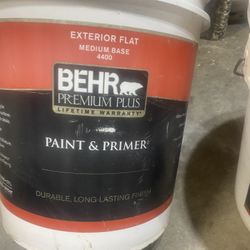 EXTERIOR FLAT
MEDIUM BASE
4400
BEHR
PREMIUM PLUS
LIFETIME WARRANTY
PAINT & PRIMER
DURABLE, LONG-LASTING FINISH